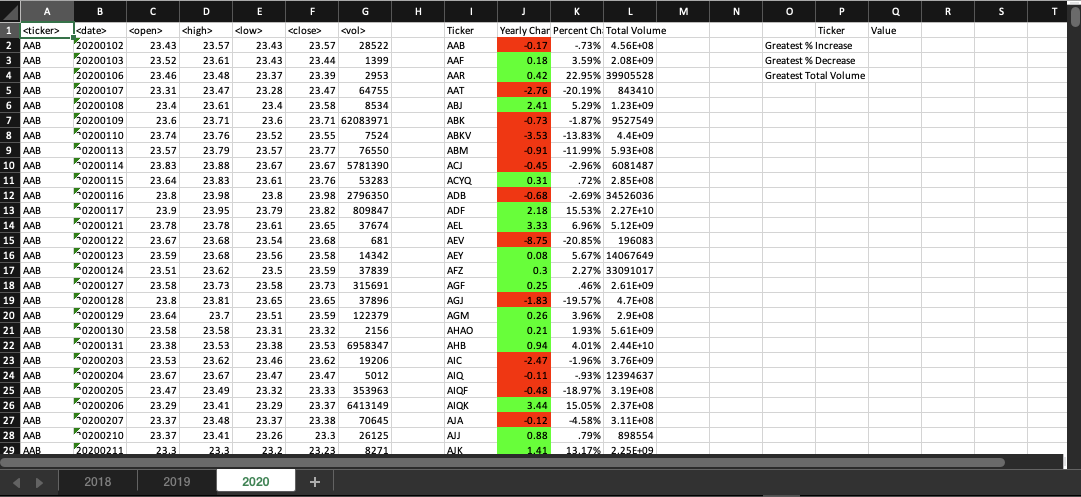 A B C D E F G H I J K L M N O P Q R S T
1 <ticker> <date> <open> <high> <low> <close> <vol> Ticker Yearly Char Percent Ch Total Volume Ticker Value
2 AAB 20200102 23.43 23.57 23.43 23.57 28522 AAB -0.17 -.73% 4.56E+08 Greatest % Increase
3 AAB 20200103 23.52 23.61 23.43 23.44 1399 AAF 0.18 3.59% 2.08E+09 Greatest % Decrease
4 AAB 20200106 23.46 23.48 23.37 23.39 2953 AAR 0.42 22.95% 39905528 Greatest Total Volume
5 AAB 20200107 23.31 23.47 23.28 23.47 64755 AAT -2.76 -20.19% 843410
6 AAB 20200108 23.4 23.61 23.4 23.58 8534 ABJ 2.41 5.29% 1.23E+09
7 AAB 20200109 23.6 23.71 23.6 23.71 62083971 ABK -0.73 -1.87% 9527549
8 AAB 20200110 23.74 23.76 23.52 23.55 7524 ABKV -3.53 -13.83% 4.4E+09
9 AAB 20200113 23.57 23.79 23.57 23.77 76550 ABM -0.91 -11.99% 5.93E+08
10 AAB 20200114 23.83 23.88 23.67 23.67 5781390 ACJ -0.45 -2.96% 6081487
11 AAB 20200115 23.64 23.83 23.61 23.76 53283 ACYQ 0.31 .72% 2.85E+08
12 AAB 20200116 23.8 23.98 23.8 23.98 2796350 ADB -0.68 -2.69% 34526036
13 AAB 20200117 23.9 23.95 23.79 23.82 809847 ADF 2.18 15.53% 2.27E+10
14 AAB 20200121 23.78 23.78 23.61 23.65 37674 AEL 3.33 6.96% 5.12E+09
15 AAB 20200122 23.67 23.68 23.54 23.68 681 AEV -8.75 -20.85% 196083
16 AAB 20200123 23.59 23.68 23.56 23.58 14342 AEY 0.08 5.67% 14067649
17 AAB 20200124 23.51 23.62 23.5 23.59 37839 AFZ 0.3 2.27% 33091017
18 AAB 20200127 23.58 23.73 23.58 23.73 315691 AGF 0.25 .46% 2.61E+09
19 AAB 20200128 23.8 23.81 23.65 23.65 37896 AGJ -1.83 -19.57% 4.7E+08
20 AAB 20200129 23.64 23.7 23.51 23.59 122379 AGM 0.26 3.96% 2.9E+08
21 AAB 20200130 23.58 23.58 23.31 23.32 2156 AHAO 0.21 1.93% 5.61E+09
22 AAB 20200131 23.38 23.53 23.38 23.53 6958347 AHB 0.94 4.01% 2.44E+10
23 AAB 20200203 23.53 23.62 23.46 23.62 19206 AIC -2.47 -1.96% 3.76E+09
24 AAB 20200204 23.67 23.67 23.47 23.47 5012 AIQ -0.11 -.93% 12394637
25 AAB 20200205 23.47 23.49 23.32 23.33 353963 AIQF -0.48 -18.97% 3.19E+08
26 AAB 20200206 23.29 23.41 23.29 23.37 6413149 AIQK 3.44 15.05% 2.37E+08
27 AAB 20200207 23.37 23.48 23.37 23.38 70645 AJA -0.12 -4.58% 3.11E+08
28 AAB 20200210 23.37 23.41 23.26 23.3 26125 AJJ 0.88 .79% 898554
29 AAB 20200211 23.3 23.3 23.2 23.23 8271 AJK 1.41 13.17% 2.25E+09
2018 2019 2020 +